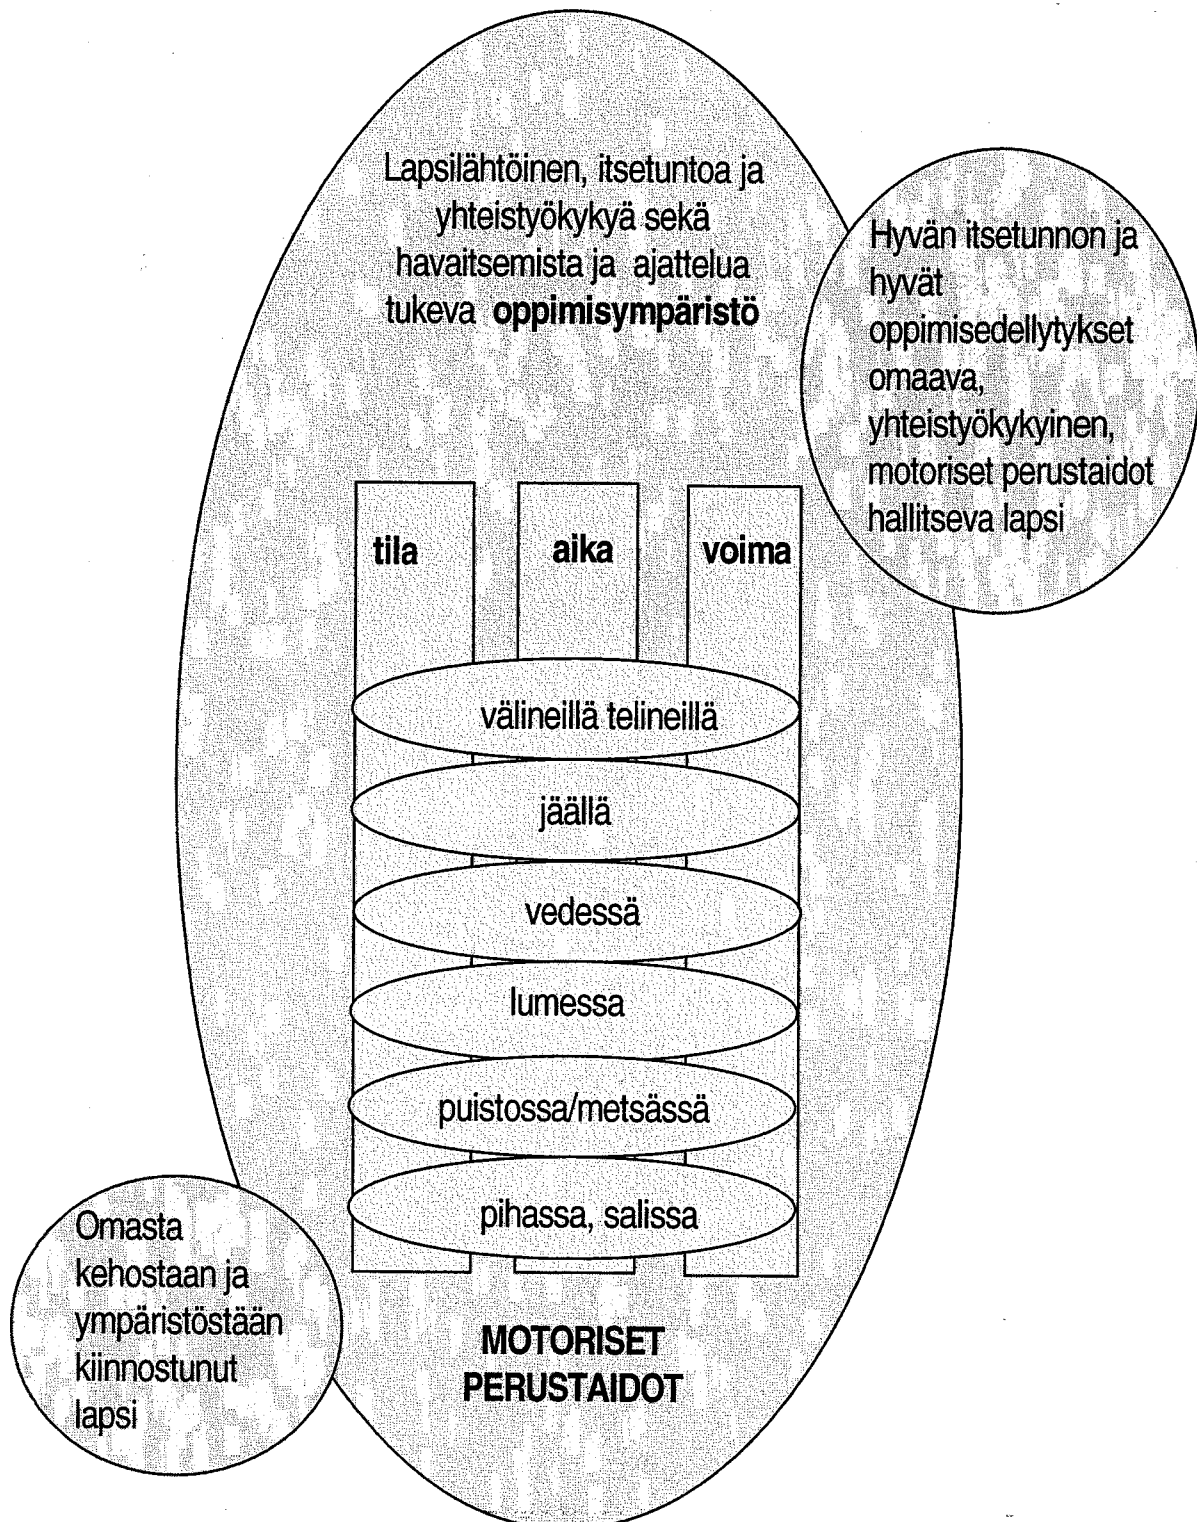 Lapsilähtöinen, itsetuntoa ja
yhteistyökykyä sekä
havaitsemista ja ajattelua
tukeva oppimisympäristö
Hyvän itsetunnon ja
hyvät
oppimisedellytykset
omaava,
yhteistyökykyinen,
motoriset perustaidot
hallitseva lapsi
tila aika voima
välineillä telineillä
jäällä
vedessä
lumessa
puistossa/metsässä
pihassa, salissa
Omasta
kehostaan ja
ympäristöstään
kiinnostunut
lapsi
MOTORISET
PERUSTAIDOT